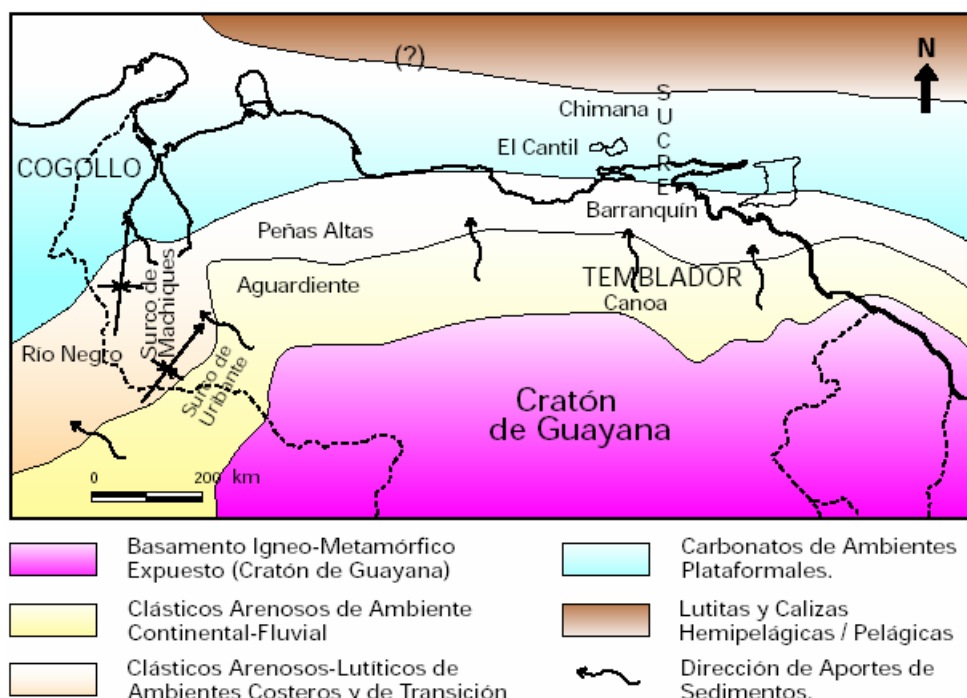 (?)
N
Chimana
SUCRE
El Cantil
COGOLLO
Barranquín
Peñas Altas
TEMBLADOR
Aguardiente
Canoa
Surco de
Machiques
Río Negro
Surco de
Uribante
Cratón
de Guayana
0 200 km
Basamento Igneo-Metamórfico
Expuesto (Cratón de Guayana)
Clásticos Arenosos de Ambiente
Continental-Fluvial
Clásticos Arenosos-Lutíticos de
Ambientes Costeros y de Transición
Carbonatos de Ambientes
Plataformales.
Lutitas y Calizas
Hemipelágicas / Pelágicas
Dirección de Aportes de
Sedimentos.